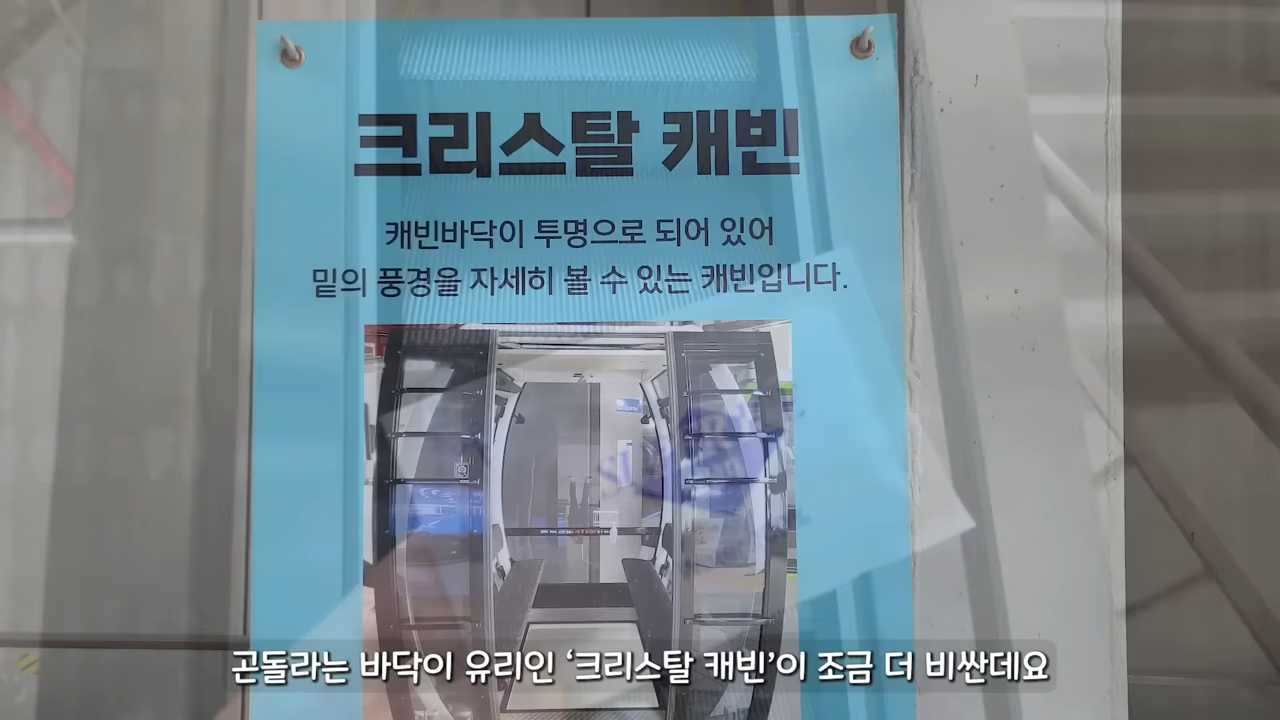 크리스탈 캐빈
캐빈바닥이 투명으로 되어 있어
밑의 풍경을 자세히 볼 수 있는 캐빈입니다.
곤돌라는 바닥이 유리인 ‘크리스탈 캐빈’이 조금 더 비싼데요